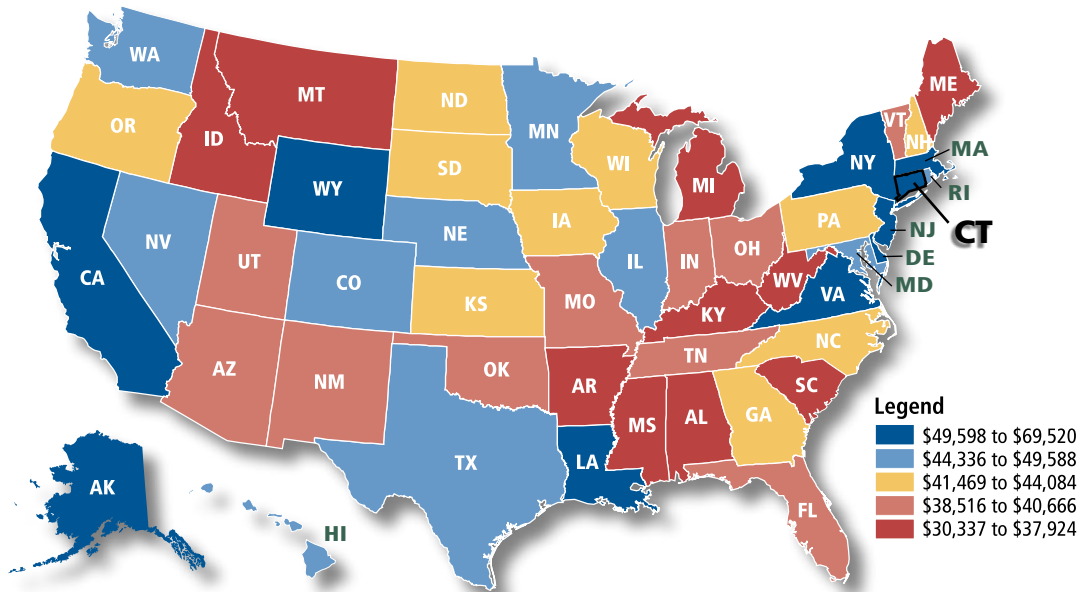 WA
MT
ND
MN
ME
OR
ID
SD
WI
VT
NH
MA
NY
MI
RI
WY
IA
PA
NJ
CT
NE
NV
UT
CO
IL
IN
OH
DE
MD
CA
KS
MO
WV
VA
KY
AZ
NM
OK
TN
NC
AR
SC
MS
AL
GA
TX
LA
FL
AK
HI
Legend
$49,598 to $69,520
$44,336 to $49,588
$41,469 to $44,084
$38,516 to $40,666
$30,337 to $37,924